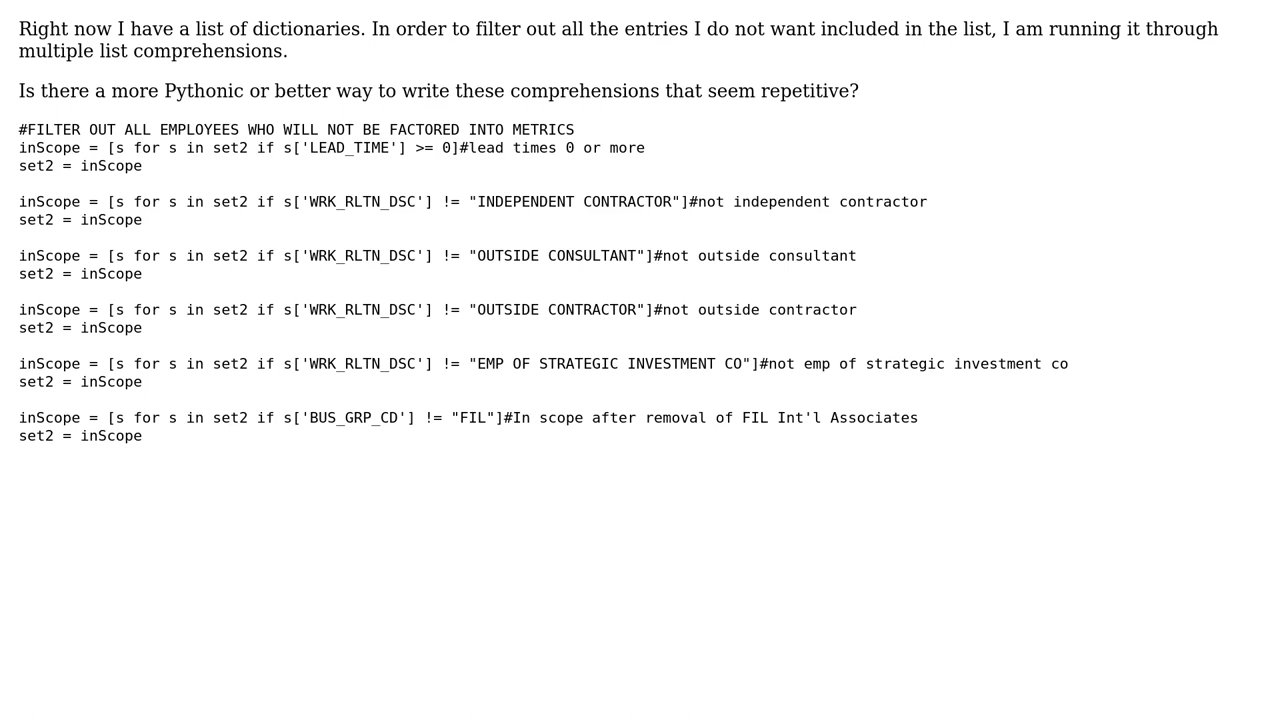 Right now I have a list of dictionaries. In order to filter out all the entries I do not want included in the list, I am running it through
multiple list comprehensions.
Is there a more Pythonic or better way to write these comprehensions that seem repetitive?
#FILTER OUT ALL EMPLOYEES WHO WILL NOT BE FACTORED INTO METRICS
inScope = [s for s in set2 if s['LEAD_TIME'] >= 0]#lead times 0 or more
set2 = inScope
inScope = [s for s in set2 if s['WRK_RLTN_DSC'] != "INDEPENDENT CONTRACTOR"]#not independent contractor
set2 = inScope
inScope = [s for s in set2 if s['WRK_RLTN_DSC'] != "OUTSIDE CONSULTANT"]#not outside consultant
set2 = inScope
inScope = [s for s in set2 if s['WRK_RLTN_DSC'] != "OUTSIDE CONTRACTOR"]#not outside contractor
set2 = inScope
inScope = [s for s in set2 if s['WRK_RLTN_DSC'] != "EMP OF STRATEGIC INVESTMENT CO"]#not emp of strategic investment co
set2 = inScope
inScope = [s for s in set2 if s['BUS_GRP_CD'] != "FIL"]#In scope after removal of FIL Int'l Associates
set2 = inScope